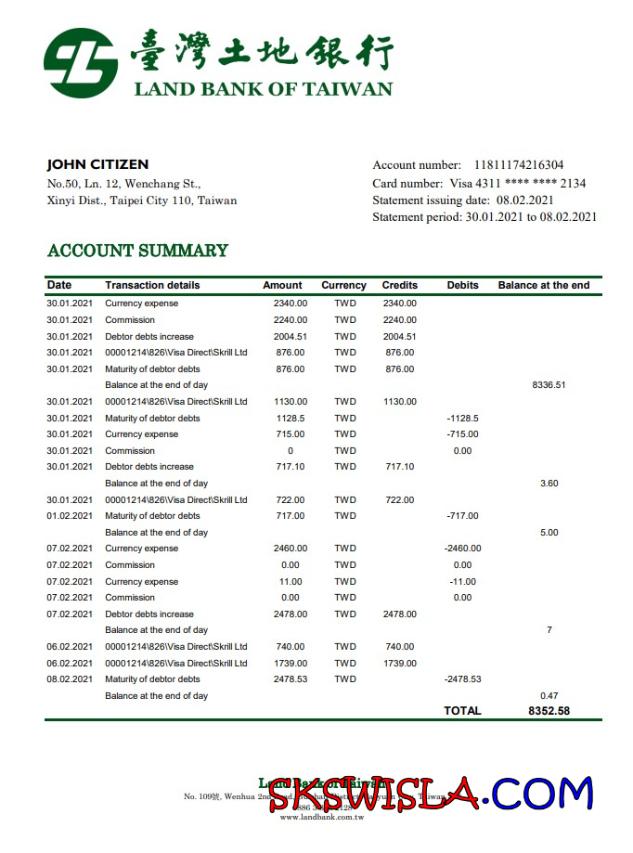 臺灣土地銀行
LAND BANK OF TAIWAN
JOHN CITIZEN
No.50, Ln. 12, Wenchang St.,
Xinyi Dist., Taipei City 110, Taiwan
Account number: 11811174216304
Card number: Visa 4311 **** **** 2134
Statement issuing date: 08.02.2021
Statement period: 30.01.2021 to 08.02.2021
ACCOUNT SUMMARY
Date Transaction details Amount Currency Credits Debits Balance at the end
30.01.2021 Currency expense 2340.00 TWD 2340.00
30.01.2021 Commission 2240.00 TWD 2240.00
30.01.2021 Debtor debts increase 2004.51 TWD 2004.51
30.01.2021 00001214\826\Visa Direct\Skrill Ltd 876.00 TWD 876.00
30.01.2021 Maturity of debtor debts 876.00 TWD 876.00
Balance at the end of day 8336.51
30.01.2021 00001214\826\Visa Direct\Skrill Ltd 1130.00 TWD 1130.00
30.01.2021 Maturity of debtor debts 1128.5 TWD -1128.5
30.01.2021 Currency expense 715.00 TWD -715.00
30.01.2021 Commission 0 TWD 0.00
30.01.2021 Debtor debts increase 717.10 TWD 717.10
Balance at the end of day 3.60
30.01.2021 00001214\826\Visa Direct\Skrill Ltd 722.00 TWD 722.00
01.02.2021 Maturity of debtor debts 717.00 TWD -717.00
Balance at the end of day 5.00
07.02.2021 Currency expense 2460.00 TWD -2460.00
07.02.2021 Commission 0.00 TWD 0.00
07.02.2021 Currency expense 11.00 TWD -11.00
07.02.2021 Commission 0.00 TWD 0.00
07.02.2021 Debtor debts increase 2478.00 TWD 2478.00
Balance at the end of day 7
06.02.2021 00001214\826\Visa Direct\Skrill Ltd 740.00 TWD 740.00
06.02.2021 00001214\826\Visa Direct\Skrill Ltd 1739.00 TWD 1739.00
08.02.2021 Maturity of debtor debts 2478.53 TWD -2478.53
Balance at the end of day 0.47
TOTAL 8352.58
Land Bank of Taiwan
No. 109號, Wenhua 2nd
SKSWISLA.COM
www.landbank.com.tw